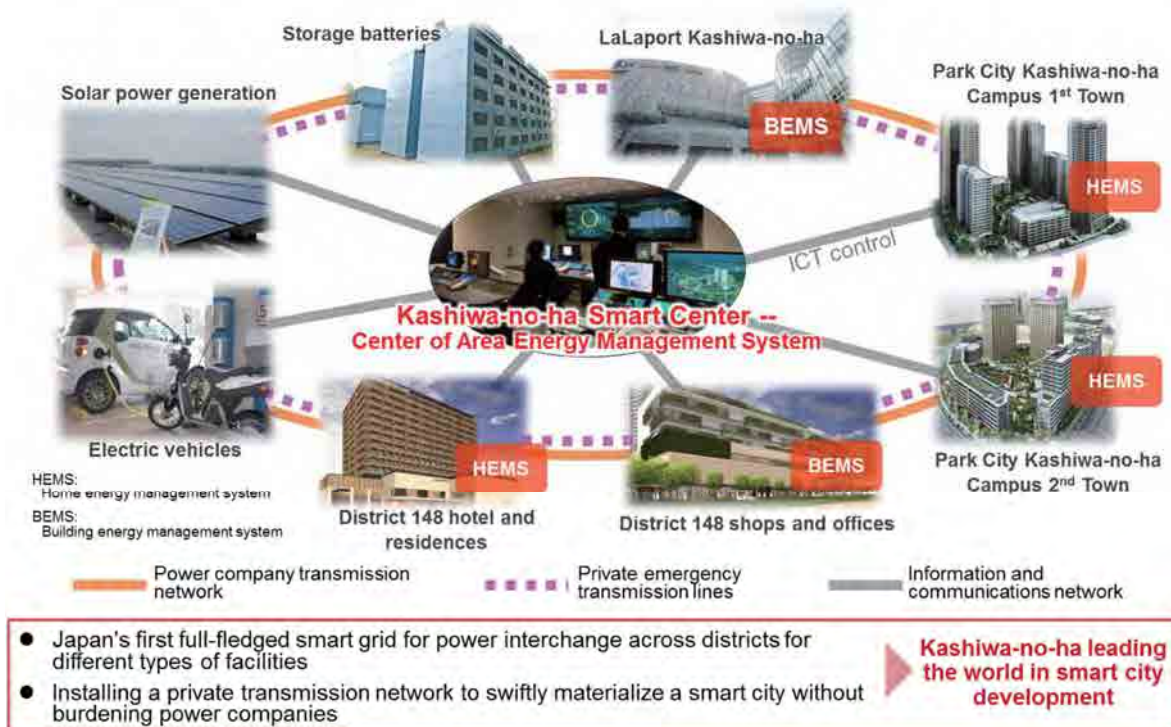 Storage batteries
LaLaport Kashiwa-no-ha
Solar power generation
Park City Kashiwa-no-ha
Campus 1st Town
BEMS
HEMS
ICT control
Kashiwa-no-ha Smart Center --
Center of Area Energy Management System
HEMS
Electric vehicles
HEMS
BEMS
Park City Kashiwa-no-ha
Campus 2nd Town
HEMS:
Home energy management system
BEMS:
Building energy management system
District 148 hotel and
residences
District 148 shops and offices
Power company transmission
network
Private emergency
transmission lines
Information and
communications network
● Japan's first full-fledged smart grid for power interchange across districts for
different types of facilities
● Installing a private transmission network to swiftly materialize a smart city without
burdening power companies
Kashiwa-no-ha leading
the world in smart city
development